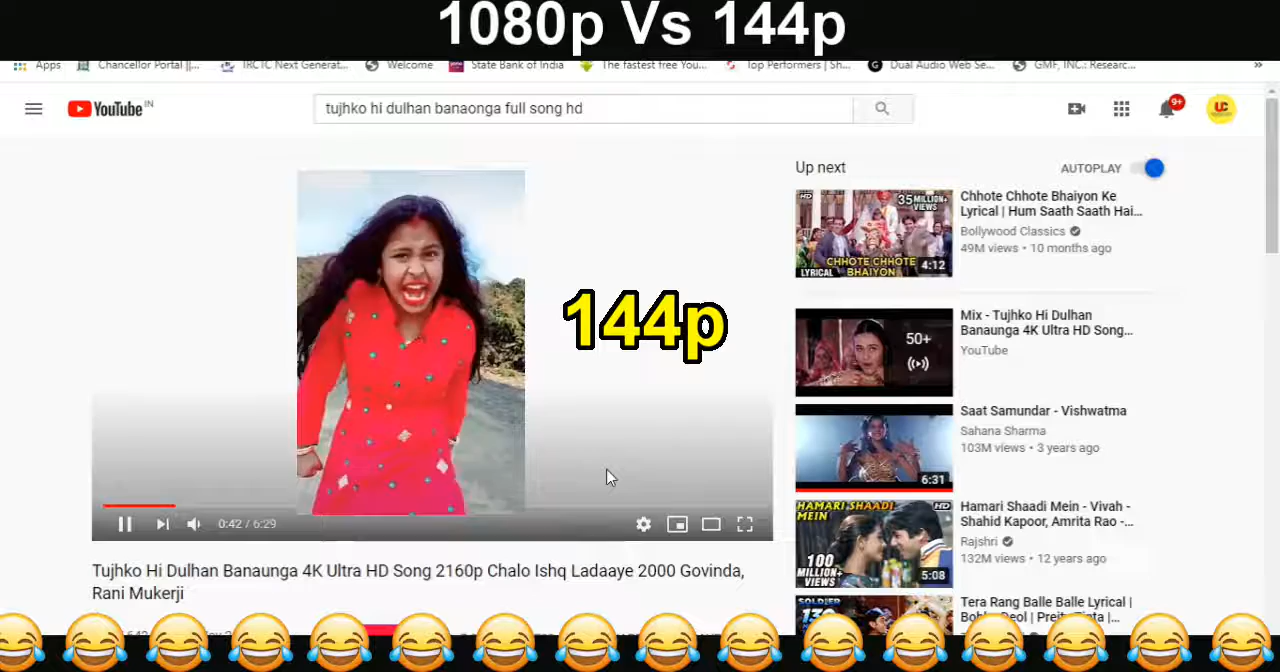 1080p Vs 144p
Apps Chancellor Portal ||... IRCTC Next Generat... Welcome State Bank of India The fastest free You... Top Performers | Sh... Dual Audio Web Se... GMF, INC.: Researc... »
YouTube IN
tujhko hi dulhan banaonga full song hd
9+
UC
Up next
AUTOPLAY
HD
35 MILLION+
VIEWS
LYRICAL
CHHOTE CHHOTE
BHAIYON
4:12
Chhote Chhote Bhaiyon Ke
Lyrical | Hum Saath Saath Hai...
Bollywood Classics
49M views • 10 months ago
144p
50+
Mix - Tujhko Hi Dulhan
Banaunga 4K Ultra HD Song...
YouTube
6:31
Saat Samundar - Vishwatma
Sahana Sharma
103M views • 3 years ago
HAMARI SHAADI
MEIN
HD
100
MILLION+
VIEWS
5:08
Hamari Shaadi Mein - Vivah -
Shahid Kapoor, Amrita Rao -...
Rajshri
132M views • 12 years ago
0:42 / 6:29
Tujhko Hi Dulhan Banaunga 4K Ultra HD Song 2160p Chalo Ishq Ladaaye 2000 Govinda,
Rani Mukerji
SOLDIER
Tera Rang Balle Balle Lyrical |